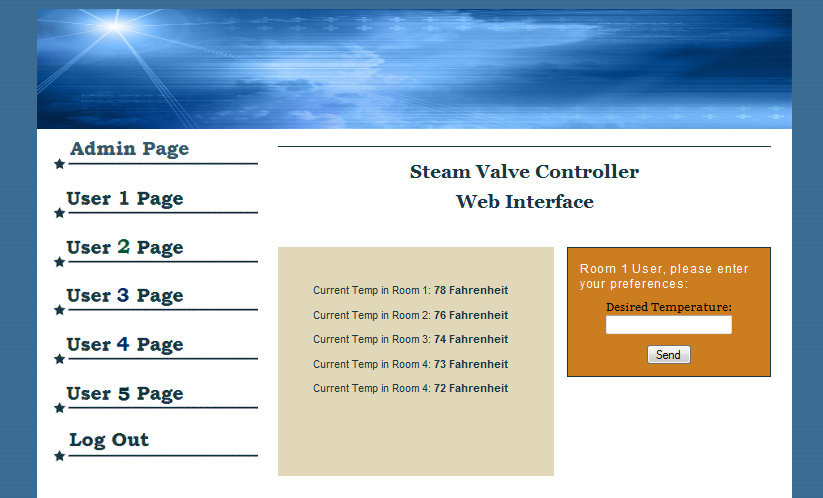 Admin Page
User 1 Page
User 2 Page
User 3 Page
User 4 Page
User 5 Page
Log Out
Steam Valve Controller
Web Interface
Current Temp in Room 1: 78 Fahrenheit
Current Temp in Room 2: 76 Fahrenheit
Current Temp in Room 3: 74 Fahrenheit
Current Temp in Room 4: 73 Fahrenheit
Current Temp in Room 4: 72 Fahrenheit
Room 1 User, please enter
your preferences:
Desired Temperature:
Send